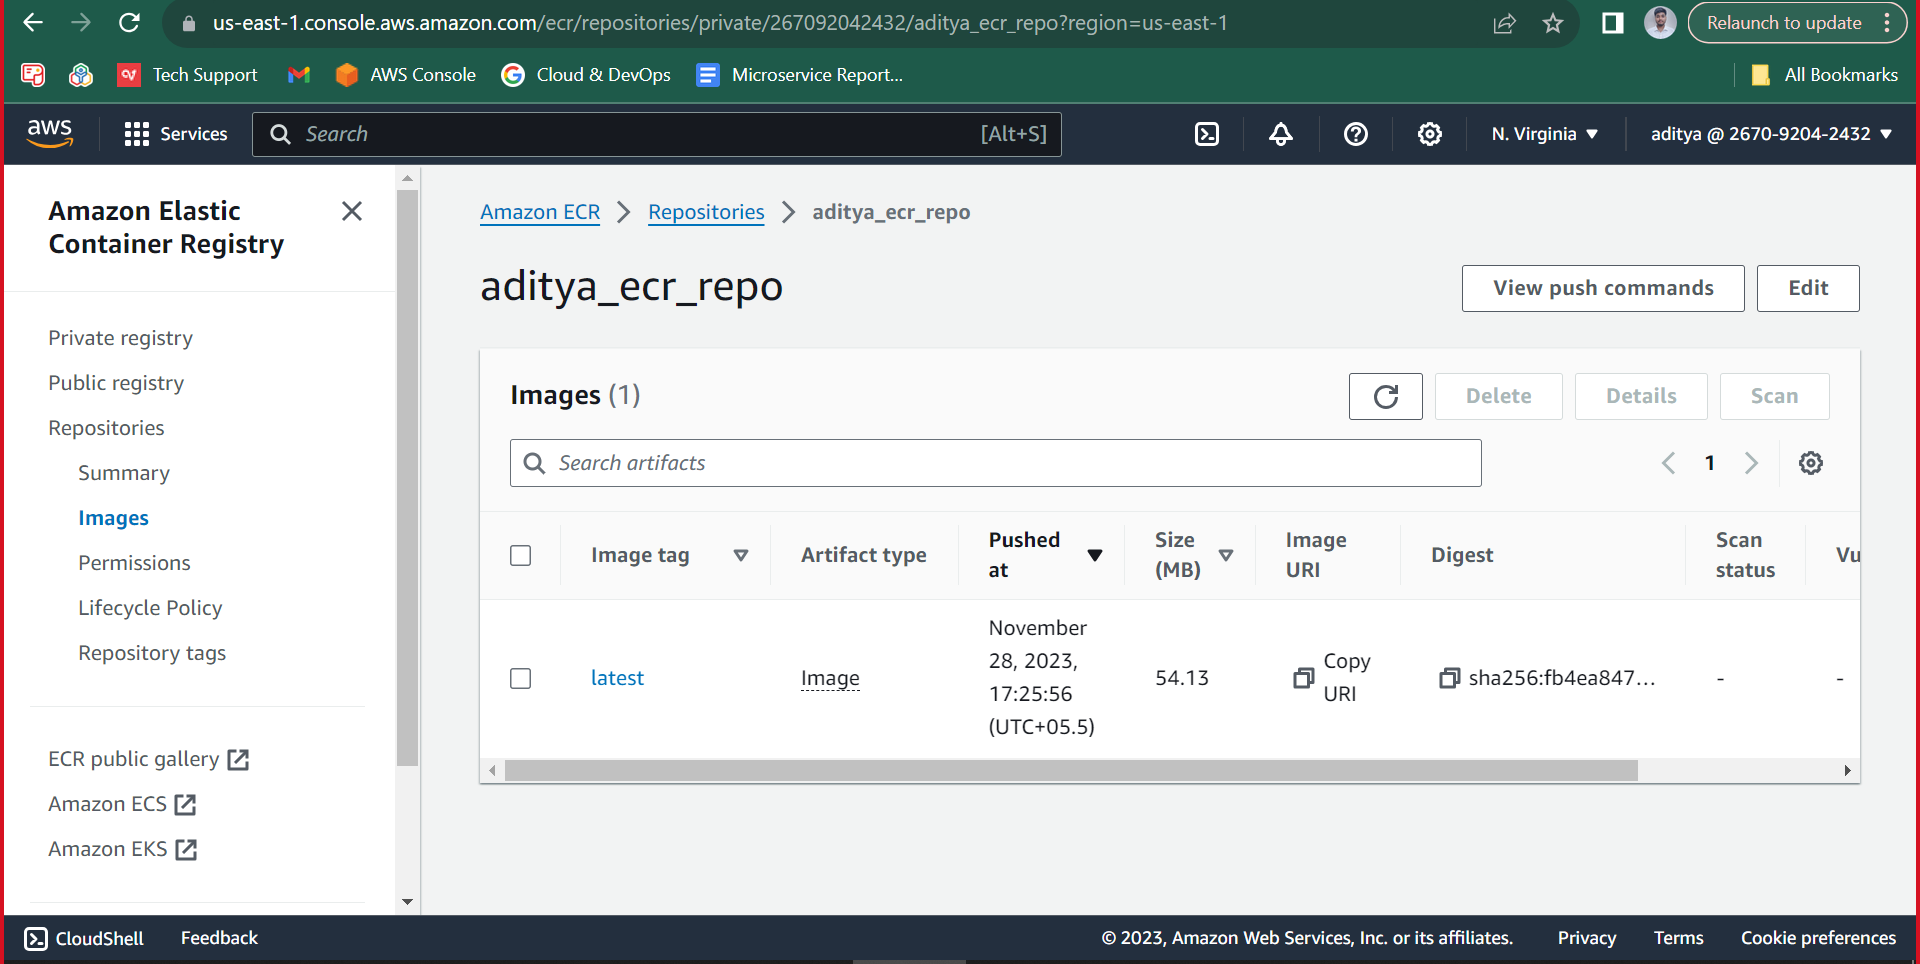 us-east-1.console.aws.amazon.com/ecr/repositories/private/267092042432/aditya_ecr_repo?region=us-east-1
Relaunch to update
Tech Support
AWS Console
Cloud & DevOps
Microservice Report...
All Bookmarks
aws
Services
Search
[Alt+S]
N. Virginia
aditya @ 2670-9204-2432
Amazon Elastic
Container Registry
Private registry
Public registry
Repositories
Summary
Images
Permissions
Lifecycle Policy
Repository tags
ECR public gallery
Amazon ECS
Amazon EKS
Amazon ECR
Repositories
aditya_ecr_repo
aditya_ecr_repo
View push commands
Edit
Images (1)
Delete
Details
Scan
Search artifacts
1
Image tag
Artifact type
Pushed
at
Size
(MB)
Image
URI
Digest
Scan
status
Vu
latest
Image
November
28, 2023,
17:25:56
(UTC+05.5)
54.13
Copy
URI
sha256:fb4ea847...
-
-
CloudShell
Feedback
© 2023, Amazon Web Services, Inc. or its affiliates.
Privacy
Terms
Cookie preferences